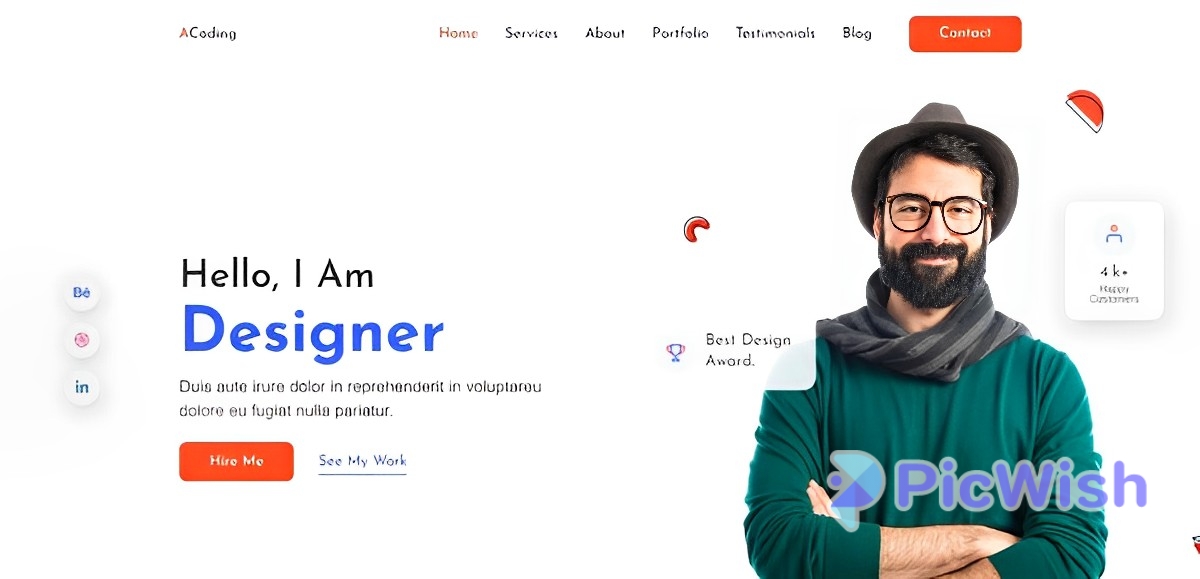 ACoding
Home Services About Portfolio Testimonials Blog Contact
Hello, I Am
Designer
Duis aute irure dolor in reprehenderit in voluptareu
dolore eu fugiat nulla pariatur.
Hire Me See My Work
Bē
in
Best Design
Award.
4 k+
Happy
Customers
PicWish